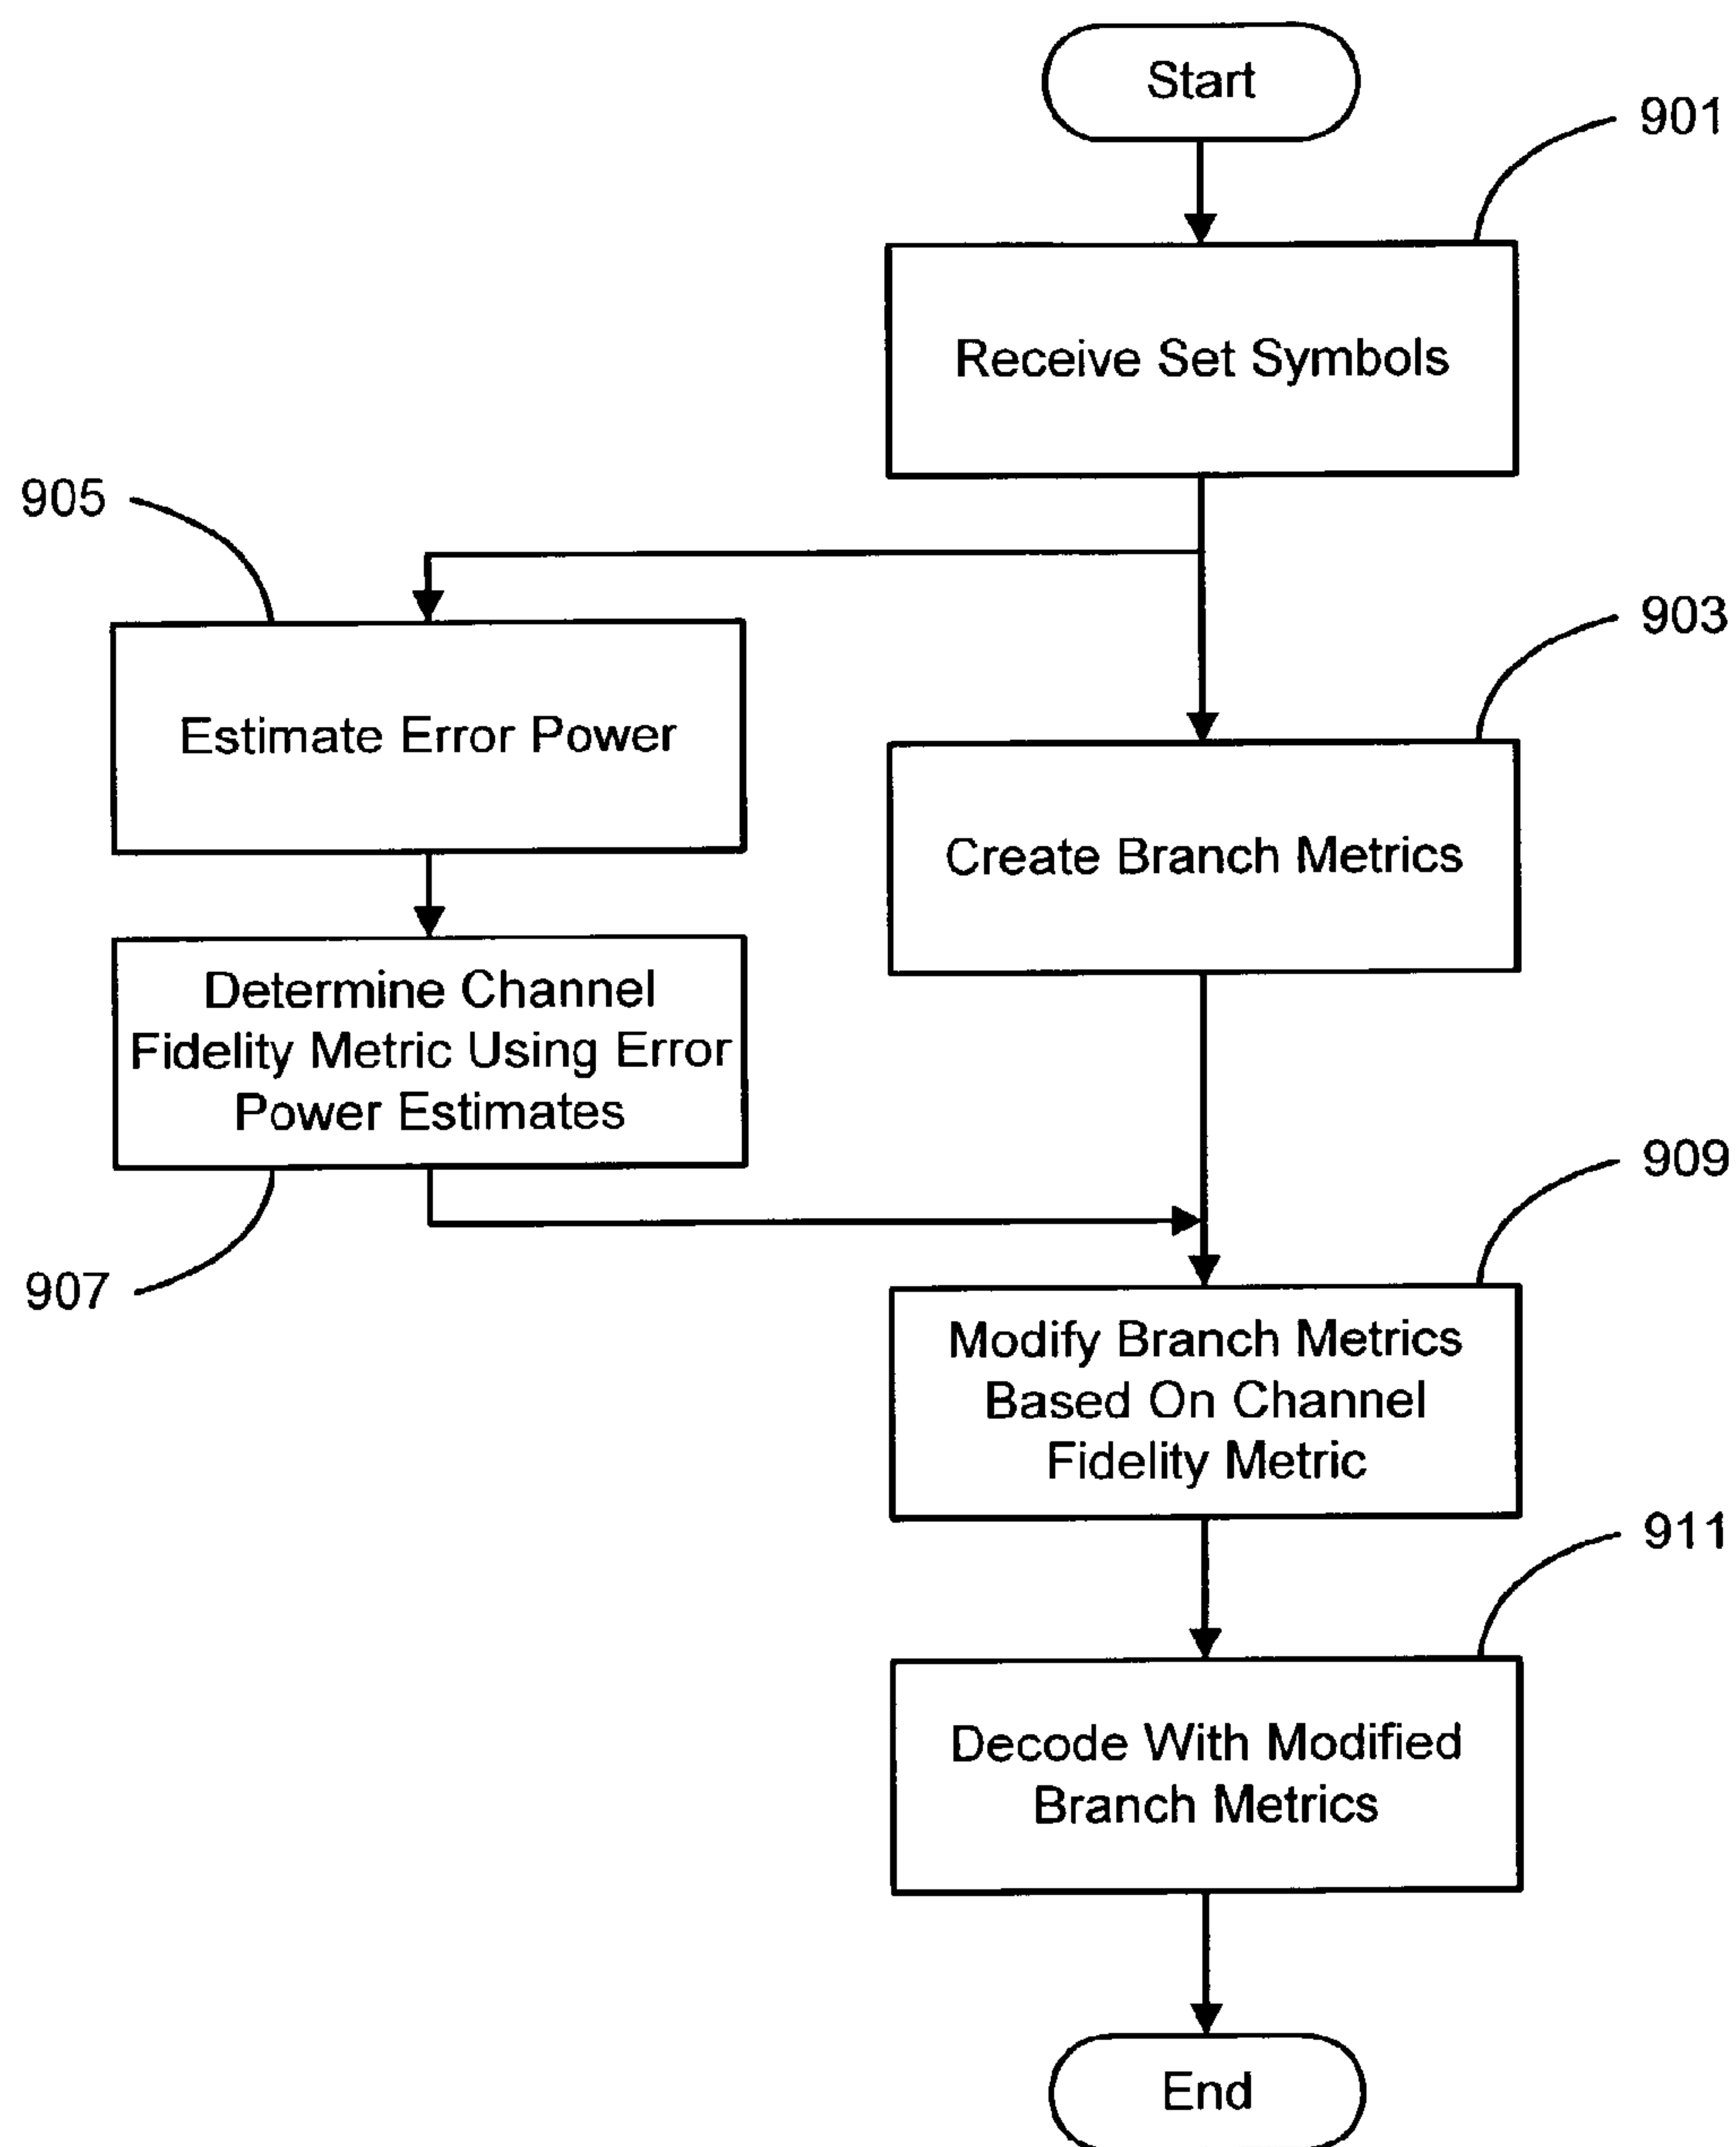 Start
901
Receive Set Symbols
905
Estimate Error Power
903
Create Branch Metrics
Determine Channel
Fidelity Metric Using Error
Power Estimates
907
909
Modify Branch Metrics
Based On Channel
Fidelity Metric
911
Decode With Modified
Branch Metrics
End